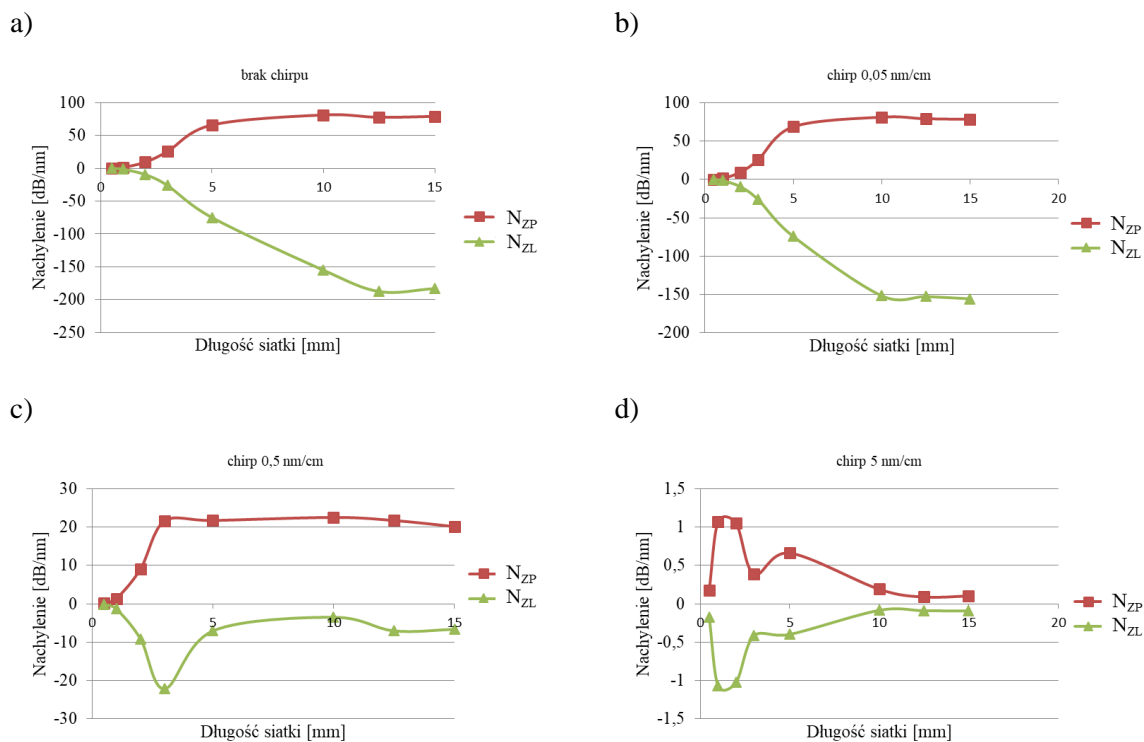 a)
brak chirpu
100
50
0
-50
-100
-150
-200
-250
0
5
10
15
Nachylenie [dB/nm]
Długość siatki [mm]
NZP
NZL
b)
chirp 0,05 nm/cm
100
50
0
-50
-100
-150
-200
0
5
10
15
20
Nachylenie [dB/nm]
Długość siatki [mm]
NZP
NZL
c)
chirp 0,5 nm/cm
30
20
10
0
-10
-20
-30
0
5
10
15
Nachylenie [dB/nm]
Długość siatki [mm]
NZP
NZL
d)
chirp 5 nm/cm
1,5
1
0,5
0
-0,5
-1
-1,5
0
5
10
15
20
Nachylenie [dB/nm]
Długość siatki [mm]
NZP
NZL